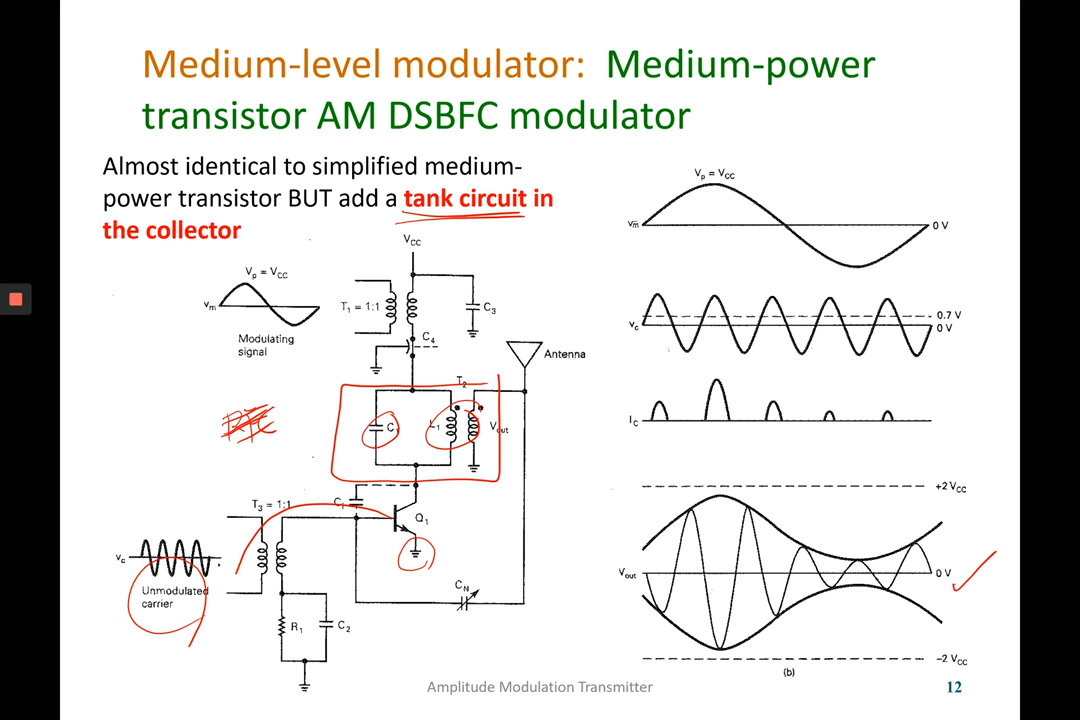 Medium-level modulator: Medium-power
transistor AM DSBFC modulator
Almost identical to simplified medium-
power transistor BUT add a tank circuit in
the collector
Vp = VCC
Vm
Modulating
signal
VCC
T1 = 1:1
C3
C4
Antenna
T2
C1
L1
Vout
C1
Q1
T3 = 1:1
Vc
Unmodulated
carrier
R1
C2
CN
Vp = VCC
Vm
0 V
Vc
0.7 V
0 V
Ic
+2 VCC
Vout
0 V
−2 VCC
(b)
Amplitude Modulation Transmitter
12